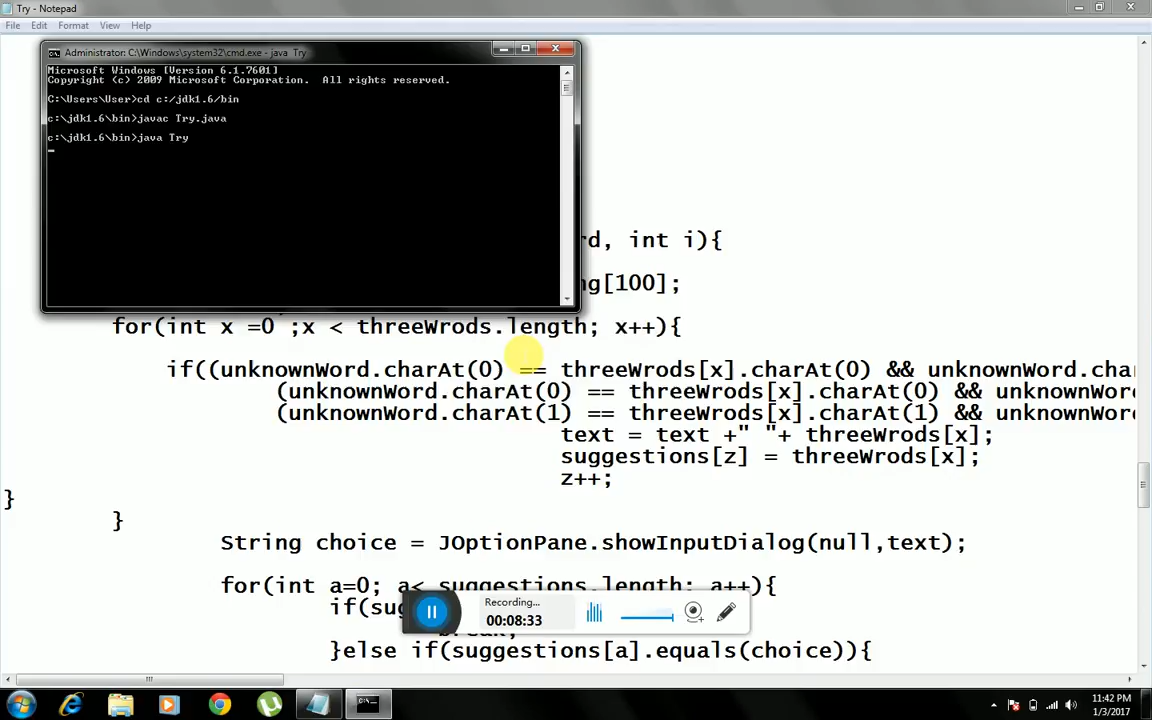 Try - Notepad
File Edit Format View Help
Administrator: C:\Windows\system32\cmd.exe - java  Try
Microsoft Windows [Version 6.1.7601]
Copyright (c) 2009 Microsoft Corporation.  All rights reserved.
C:\Users\User>cd c:/jdk1.6/bin
c:\jdk1.6\bin>javac Try.java
c:\jdk1.6\bin>java Try
rd, int i){
ng[100];
for(int x =0 ;x < threeWrods.length; x++){
if((unknownWord.charAt(0) == threeWrods[x].charAt(0) && unknownWord.cha
(unknownWord.charAt(0) == threeWrods[x].charAt(0) && unknownWord
(unknownWord.charAt(1) == threeWrods[x].charAt(1) && unknownWord
text = text +" "+ threeWrods[x];
suggestions[z] = threeWrods[x];
z++;
}
}
String choice = JOptionPane.showInputDialog(null,text);
for(int a=0; a< suggestions.length; a++){
if(su
break;
}else if(suggestions[a].equals(choice)){
Recording...
00:08:33
11:42 PM
1/3/2017